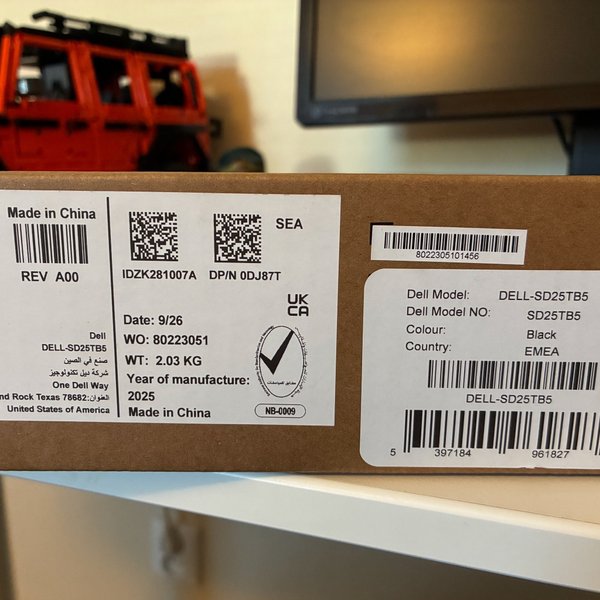 Made in China
REV A00
Dell
DELL-SD25TB5
صنع في الصين
شركة ديل تكنولوجيز
One Dell Way
nd Rock Texas 78682:العنوان
United States of America
IDZK281007A
DP/N 0DJ87T
SEA
UK
CA
Date: 9/26
WO: 80223051
WT: 2.03 KG
Year of manufacture:
2025
Made in China
NB-0009
8022305101456
Dell Model: DELL-SD25TB5
Dell Model NO: SD25TB5
Colour: Black
Country: EMEA
DELL-SD25TB5
5 397184 961827